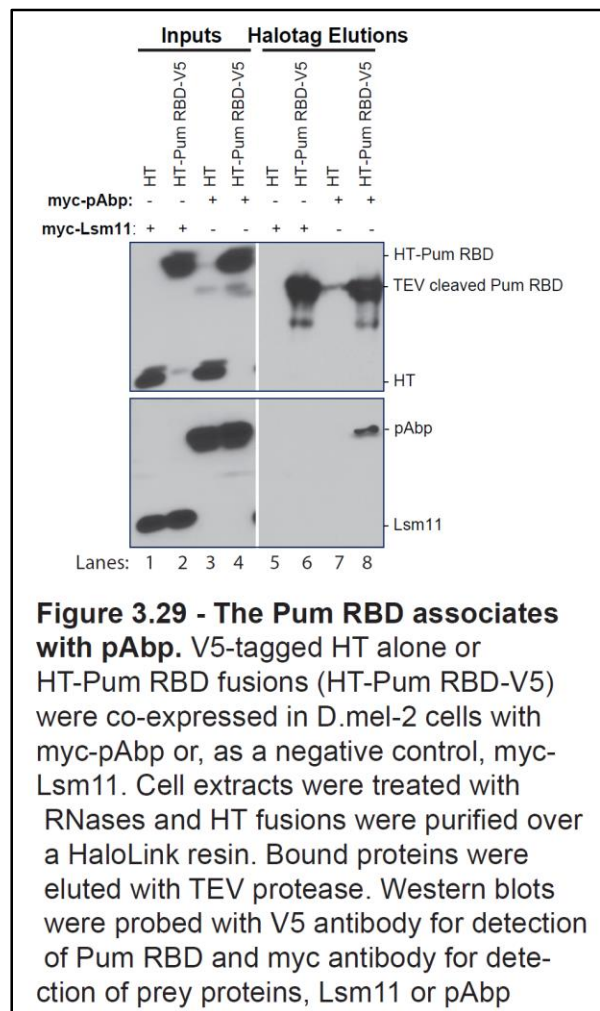 Inputs Halotag Elutions
HT
HT-Pum RBD-V5
HT
HT-Pum RBD-V5
HT
HT-Pum RBD-V5
HT
HT-Pum RBD-V5
myc-pAbp: - - + + - - + +
myc-Lsm11: + + - - + + - -
- HT-Pum RBD
- TEV cleaved Pum RBD
- HT
- pAbp
- Lsm11
Lanes: 1 2 3 4 5 6 7 8
Figure 3.29 - The Pum RBD associates
with pAbp. V5-tagged HT alone or
HT-Pum RBD fusions (HT-Pum RBD-V5)
were co-expressed in D.mel-2 cells with
myc-pAbp or, as a negative control, myc-
Lsm11. Cell extracts were treated with
RNases and HT fusions were purified over
a HaloLink resin. Bound proteins were
eluted with TEV protease. Western blots
were probed with V5 antibody for detection
of Pum RBD and myc antibody for dete-
ction of prey proteins, Lsm11 or pAbp